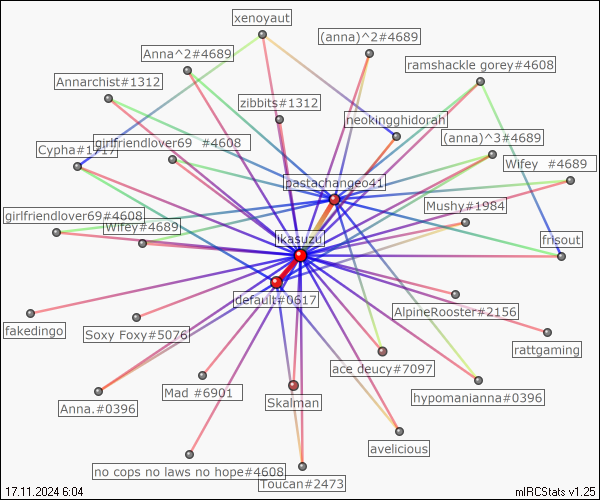 xenoyaut
(anna)^2#4689
Anna^2#4689
ramshackle gorey#4608
Annarchist#1312
zibbits#1312
neokingghidorah
(anna)^3#4689
girlfriendlover69 #4608
Cypha#1717
Wifey #4689
pastachangeo41
Mushy#1984
girlfriendlover69#4608
Wifey#4689
ikasuzu
frisout
default#0617
AlpineRooster#2156
fakedingo
Soxy Foxy#5076
rattgaming
ace deucy#7097
Mad #6901
hypomanianna#0396
Skalman
Anna.#0396
avelicious
no cops no laws no hope#4608
Toucan#2473
17.11.2024 6:04
mIRCStats v1.25